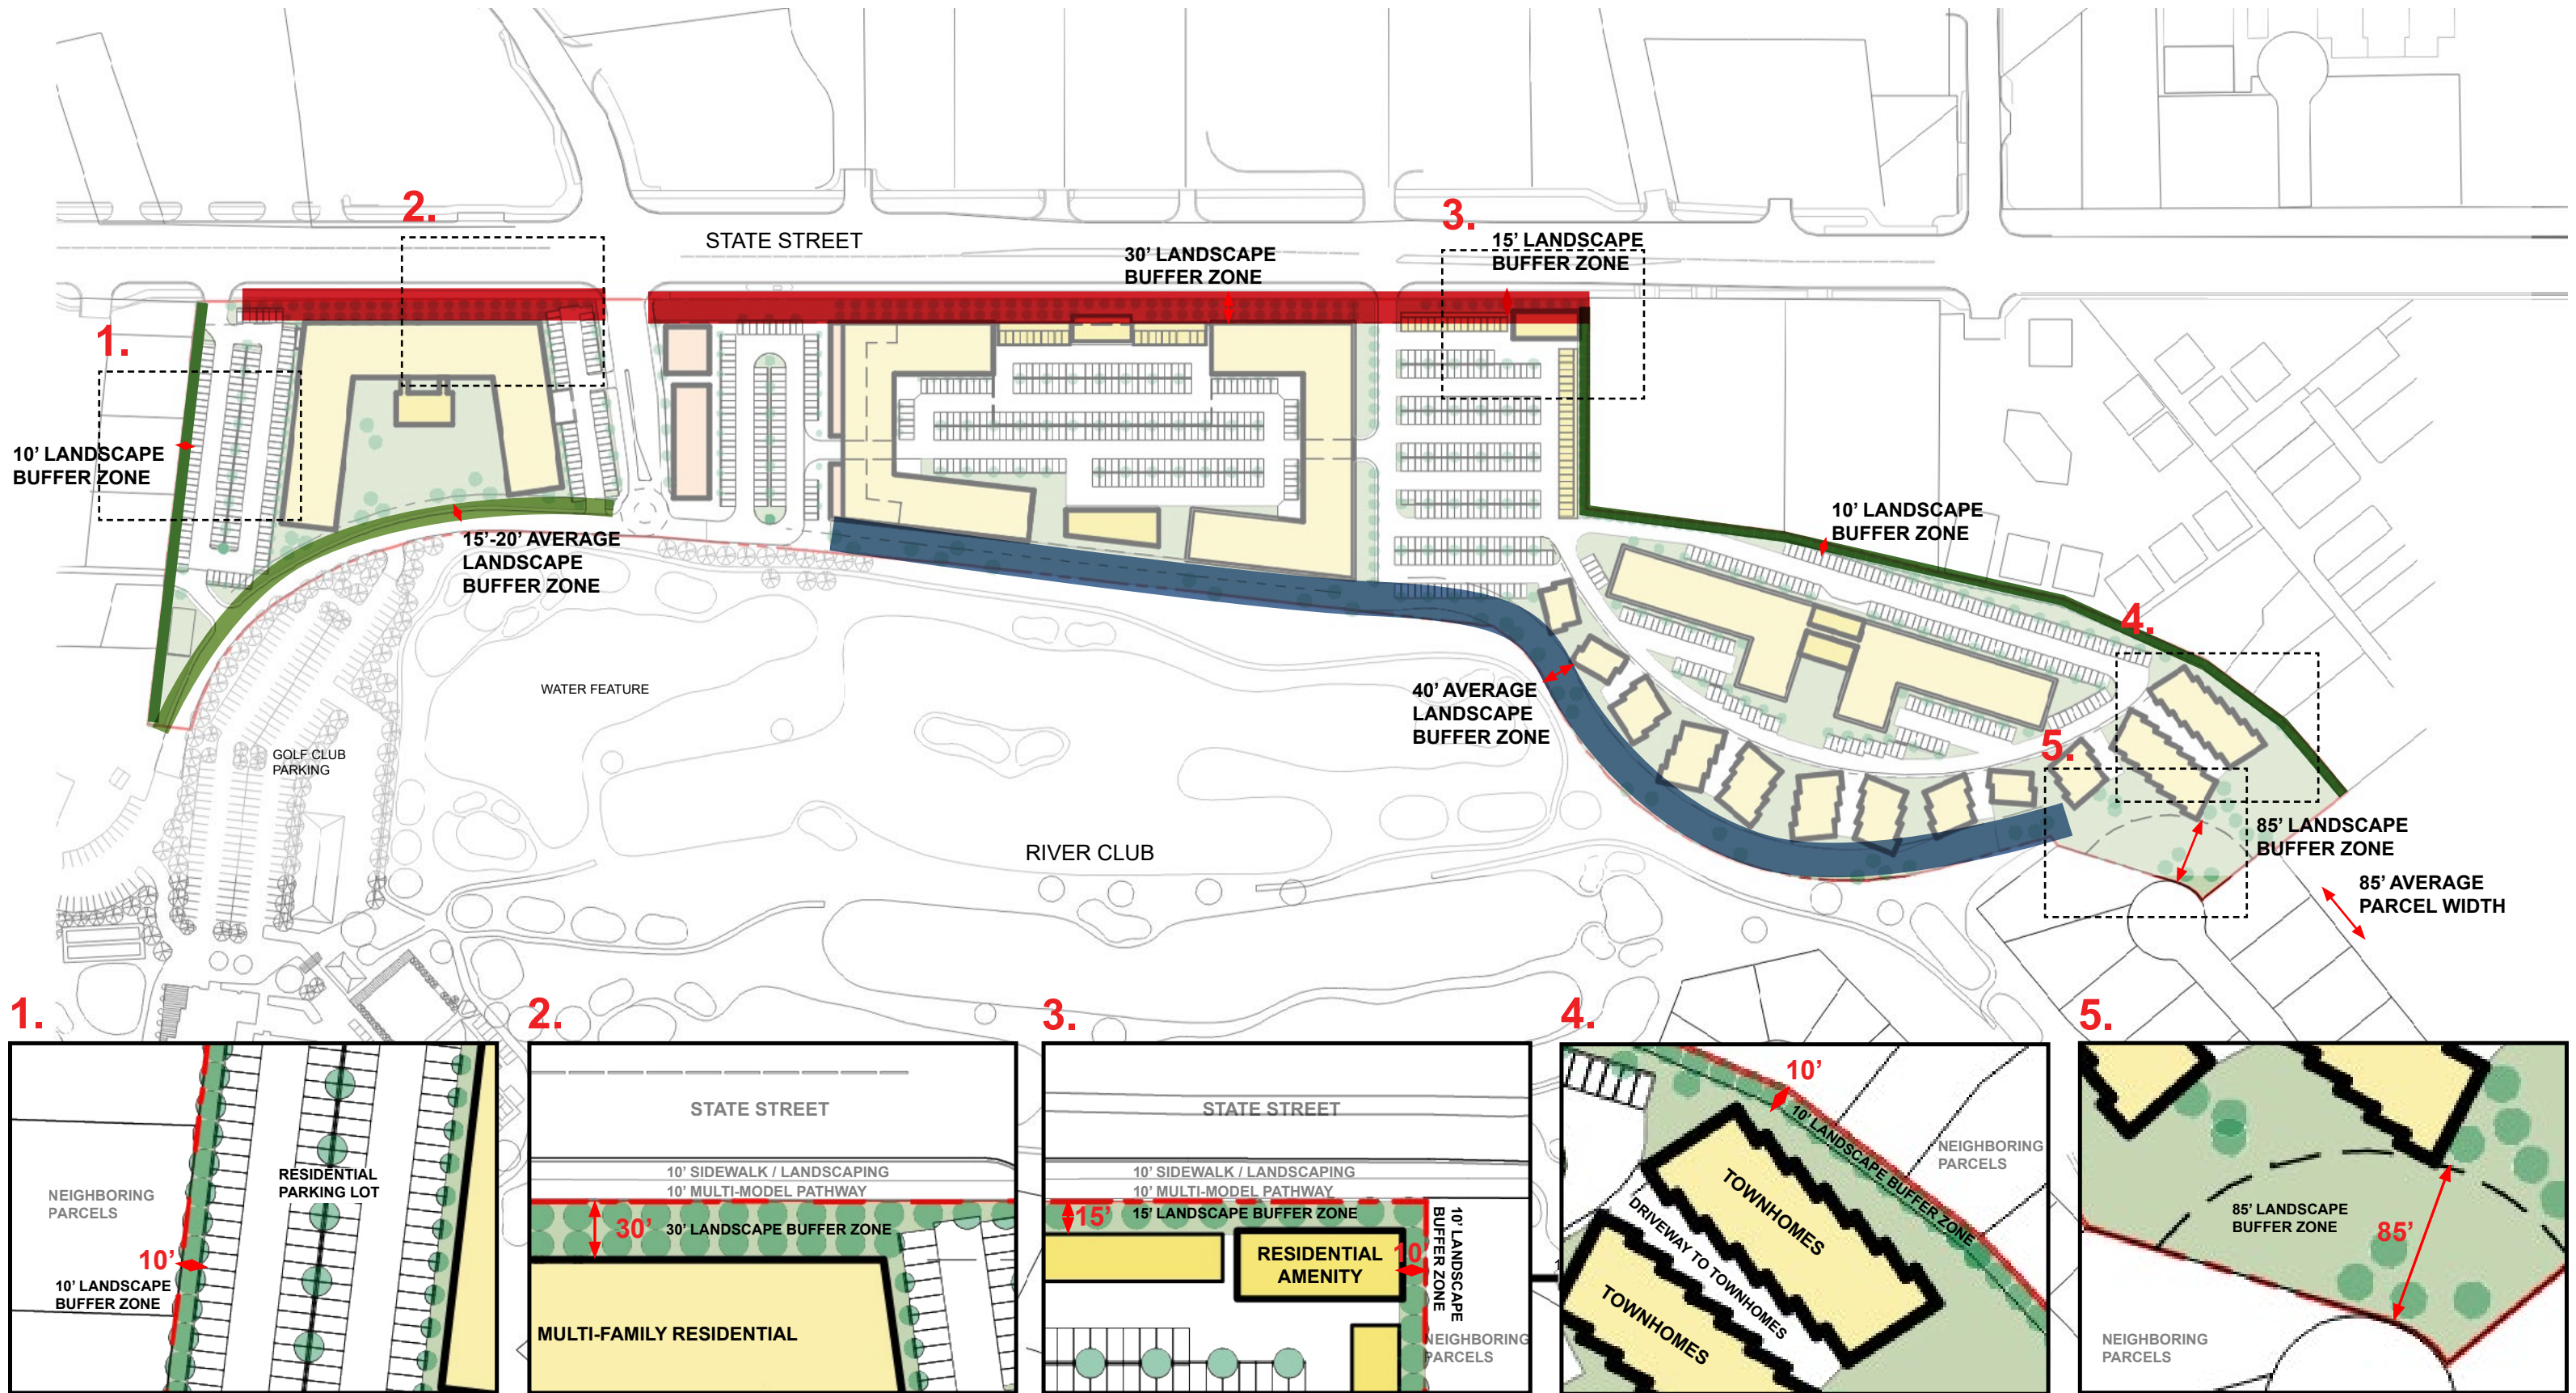 2.
3.
STATE STREET
15’ LANDSCAPE
BUFFER ZONE
30’ LANDSCAPE
BUFFER ZONE
1.
10’ LANDSCAPE
BUFFER ZONE
15’-20’ AVERAGE
LANDSCAPE
BUFFER ZONE
10’ LANDSCAPE
BUFFER ZONE
4.
WATER FEATURE
40’ AVERAGE
LANDSCAPE
BUFFER ZONE
5.
GOLF CLUB
PARKING
RIVER CLUB
85’ LANDSCAPE
BUFFER ZONE
85’ AVERAGE
PARCEL WIDTH
1.
NEIGHBORING
PARCELS
RESIDENTIAL
PARKING LOT
10’
10’ LANDSCAPE
BUFFER ZONE
2.
STATE STREET
10’ SIDEWALK / LANDSCAPING
10’ MULTI-MODEL PATHWAY
30’
30’ LANDSCAPE BUFFER ZONE
MULTI-FAMILY RESIDENTIAL
3.
STATE STREET
10’ SIDEWALK / LANDSCAPING
10’ MULTI-MODEL PATHWAY
15’
15’ LANDSCAPE BUFFER ZONE
RESIDENTIAL
AMENITY
10’
10’ LANDSCAPE
BUFFER ZONE
NEIGHBORING
PARCELS
4.
10’
10’ LANDSCAPE BUFFER ZONE
NEIGHBORING
PARCELS
TOWNHOMES
DRIVEWAY TO TOWNHOMES
TOWNHOMES
5.
85’ LANDSCAPE
BUFFER ZONE
85’
NEIGHBORING
PARCELS